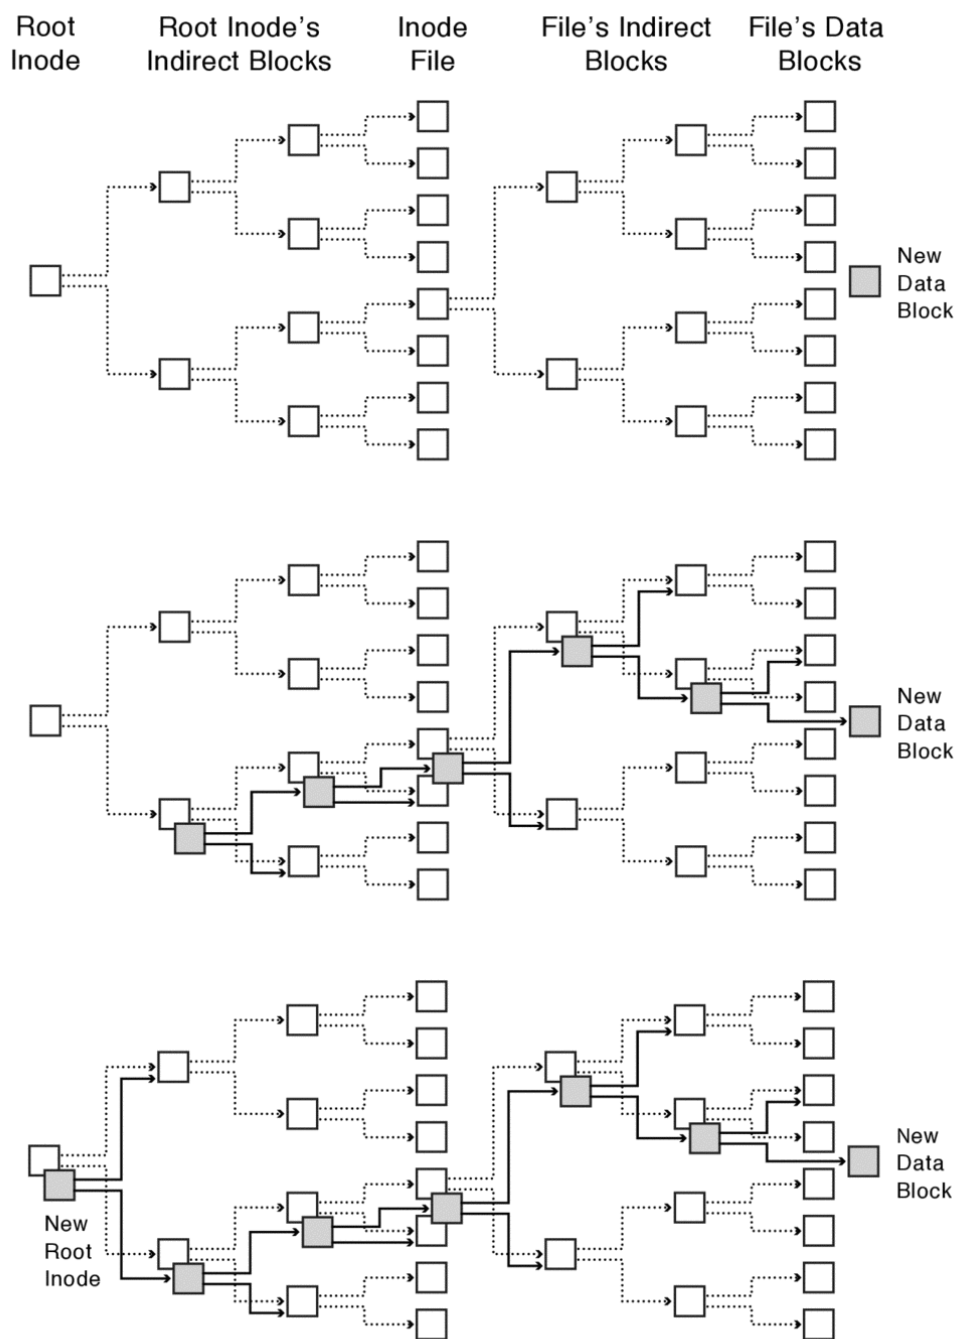 Root
Inode
Root Inode's
Indirect Blocks
Inode
File
File's Indirect
Blocks
File's Data
Blocks
New
Data
Block
New
Data
Block
New
Data
Block
New
Root
Inode